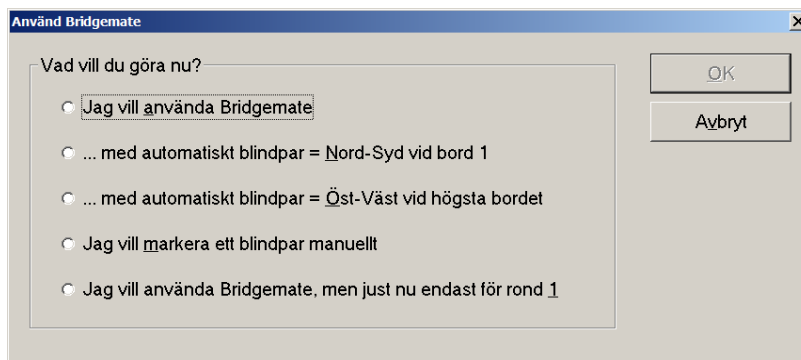 Använd Bridgemate
Vad vill du göra nu?
Jag vill använda Bridgemate
... med automatiskt blindpar = Nord-Syd vid bord 1
... med automatiskt blindpar = Öst-Väst vid högsta bordet
Jag vill markera ett blindpar manuellt
Jag vill använda Bridgemate, men just nu endast för rond 1
OK
Avbryt